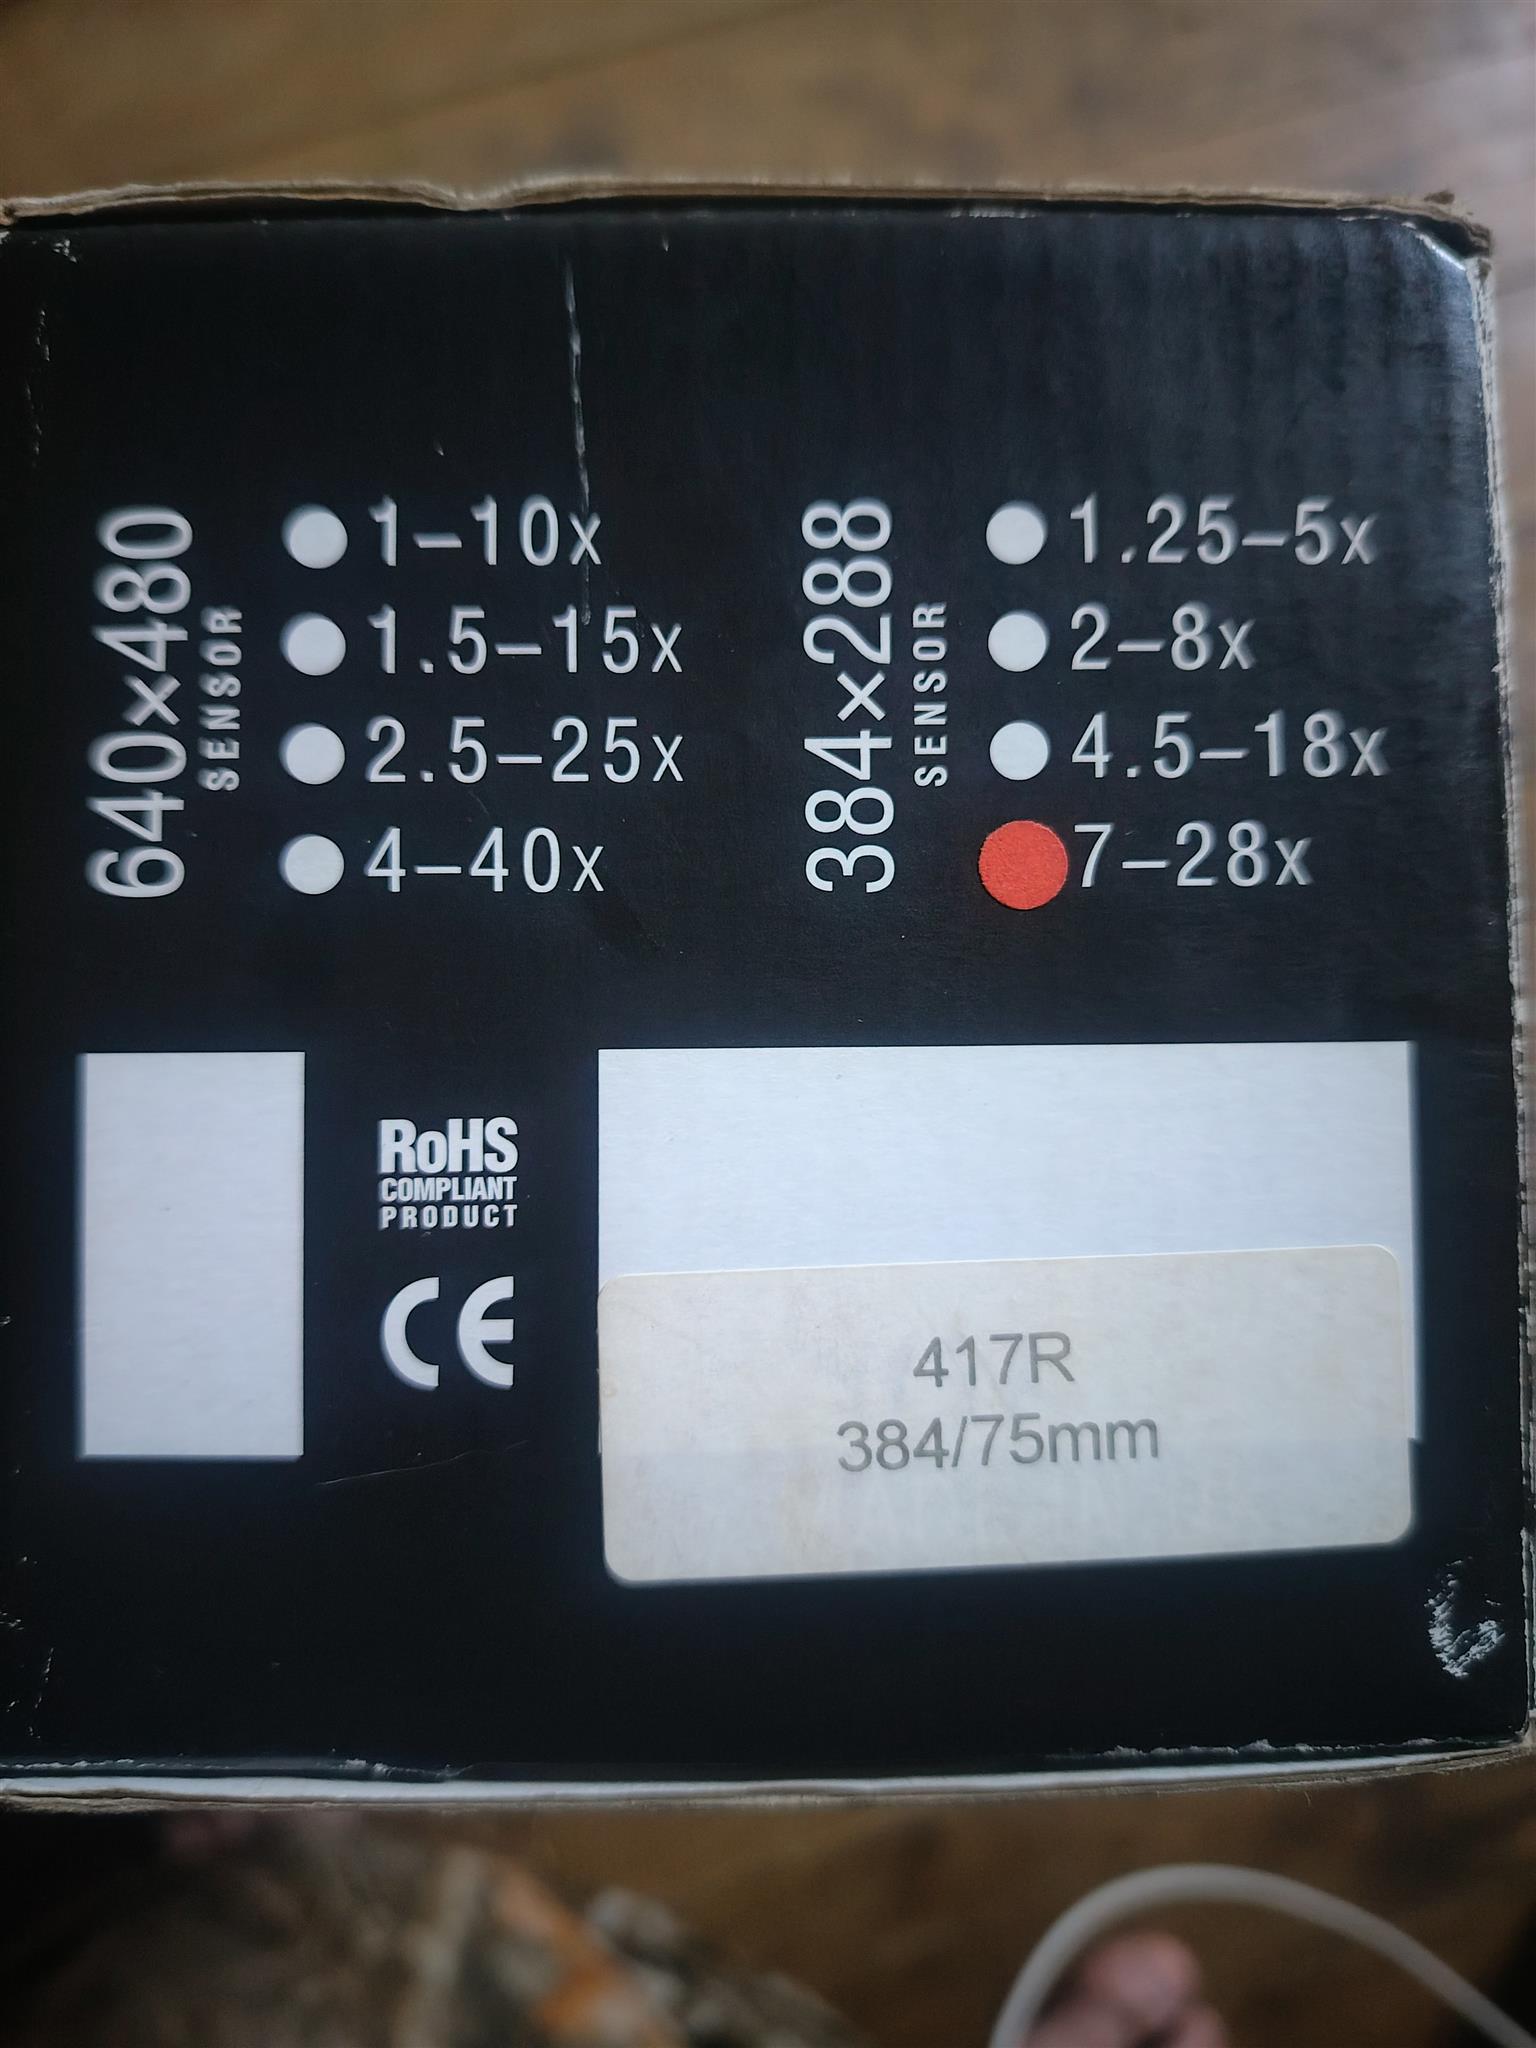 640×480
SENSOR
1–10x
1.5–15x
2.5–25x
4–40x
384×288
SENSOR
1.25–5x
2–8x
4.5–18x
7–28x
RoHS
COMPLIANT
PRODUCT
CE
417R
384/75mm